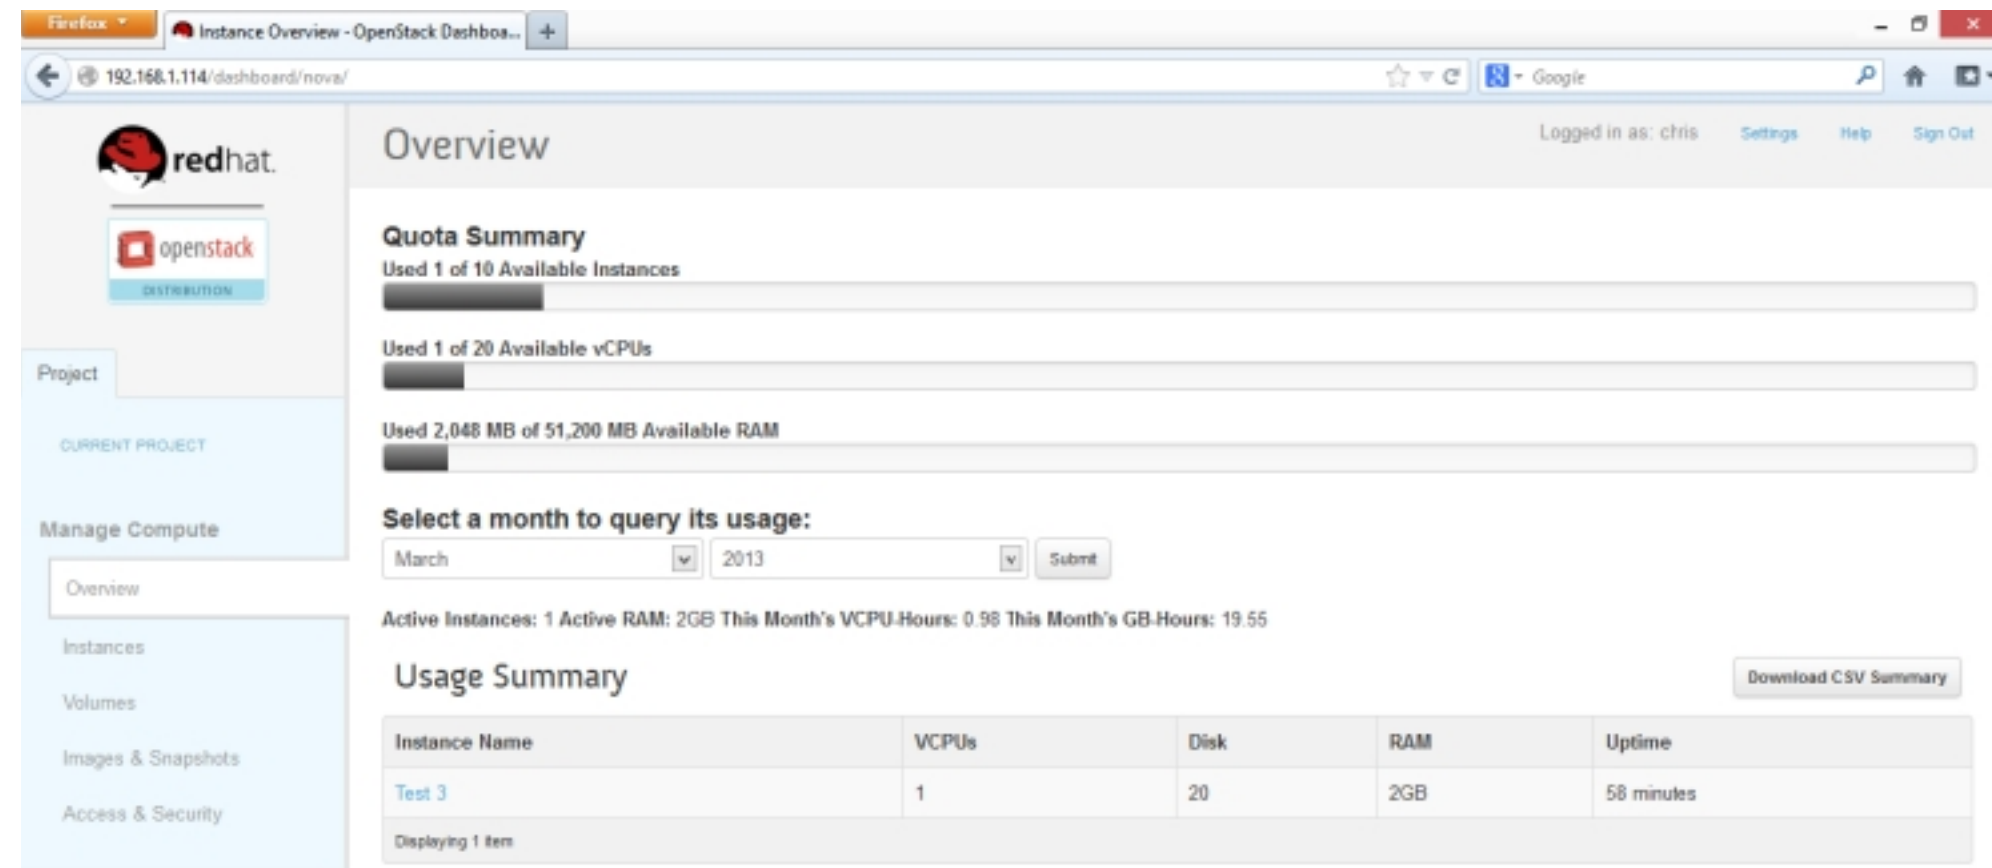 Firefox
Instance Overview - OpenStack Dashboa...
192.168.1.114/dashboard/nova/
Google
redhat.
openstack
DISTRIBUTION
Project
CURRENT PROJECT
Manage Compute
Overview
Instances
Volumes
Images & Snapshots
Access & Security
Overview
Logged in as: chris Settings Help Sign Out
Quota Summary
Used 1 of 10 Available Instances
Used 1 of 20 Available vCPUs
Used 2,048 MB of 51,200 MB Available RAM
Select a month to query its usage:
March 2013 Submit
Active Instances: 1 Active RAM: 2GB This Month's VCPU-Hours: 0.98 This Month's GB-Hours: 19.55
Usage Summary
Download CSV Summary
Instance Name VCPUs Disk RAM Uptime
Test 3 1 20 2GB 58 minutes
Displaying 1 item